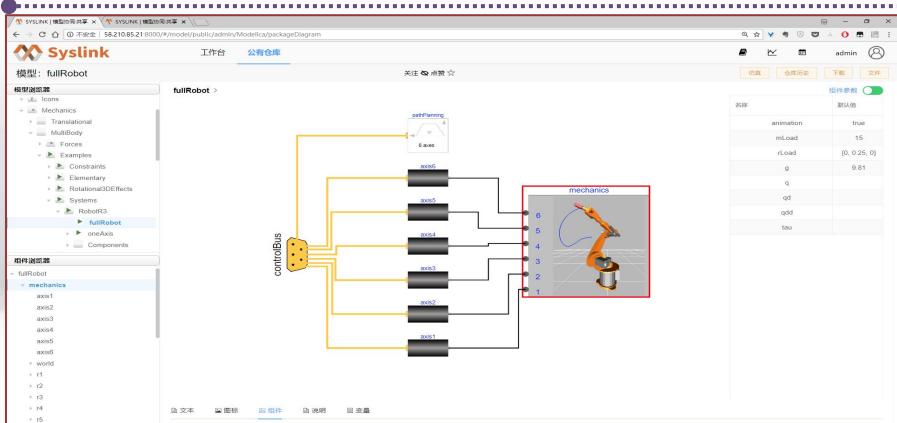 SYSLINK | 模型协同共享 × SYSLINK | 模型协同共享 ×
不安全 | 58.210.85.21:8000/#/model/public/admin/Modelica/packageDiagram
Syslink 工作台 公有仓库 admin
模型：fullRobot 关注 点赞 仿真 仓库历史 下载 文件
模型浏览器
Icons
Mechanics
Translational
MultiBody
Forces
Examples
Constraints
Elementary
Rotational3DEffects
Systems
RobotR3
fullRobot
oneAxis
Components
组件浏览器
fullRobot
mechanics
axis1
axis2
axis3
axis4
axis5
axis6
world
r1
r2
r3
r4
r5
fullRobot >
pathPlanning
6 axes
axis6
axis5
axis4
axis3
axis2
axis1
controlBus
mechanics
6
5
4
3
2
1
文本 图标 组件 说明 变量
组件参数
名称 默认值
animation true
mLoad 15
rLoad {0, 0.25, 0}
g 9.81
q
qd
qdd
tau